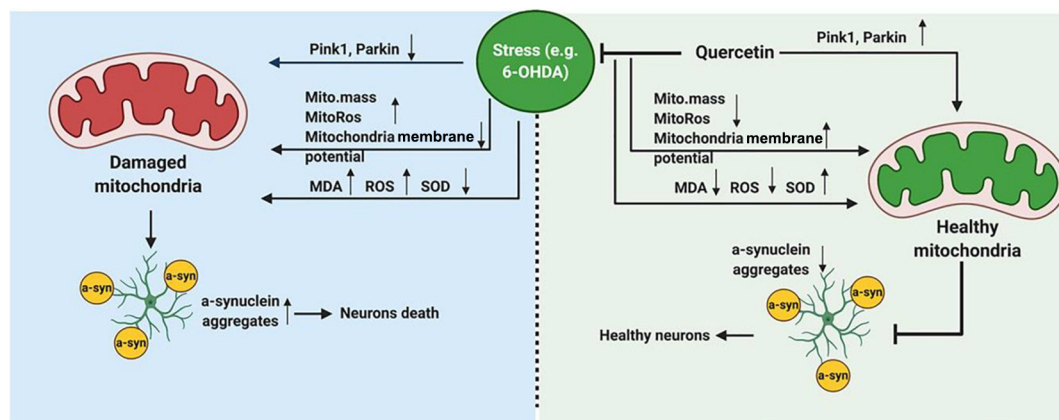 Pink1, Parkin ↓
Stress (e.g.
6-OHDA)
Quercetin
Pink1, Parkin ↑
Mito.mass
MitoRos ↑
Mitochondria membrane ↓
potential
MDA ↑ ROS ↑ SOD ↓
Damaged
mitochondria
a-syn
a-syn
a-syn
a-synuclein
aggregates ↑
Neurons death
Mito.mass
MitoRos ↓
Mitochondria membrane ↑
potential
MDA ↓ ROS ↓ SOD ↑
Healthy
mitochondria
a-synuclein
aggregates ↓
a-syn
a-syn
a-syn
Healthy neurons